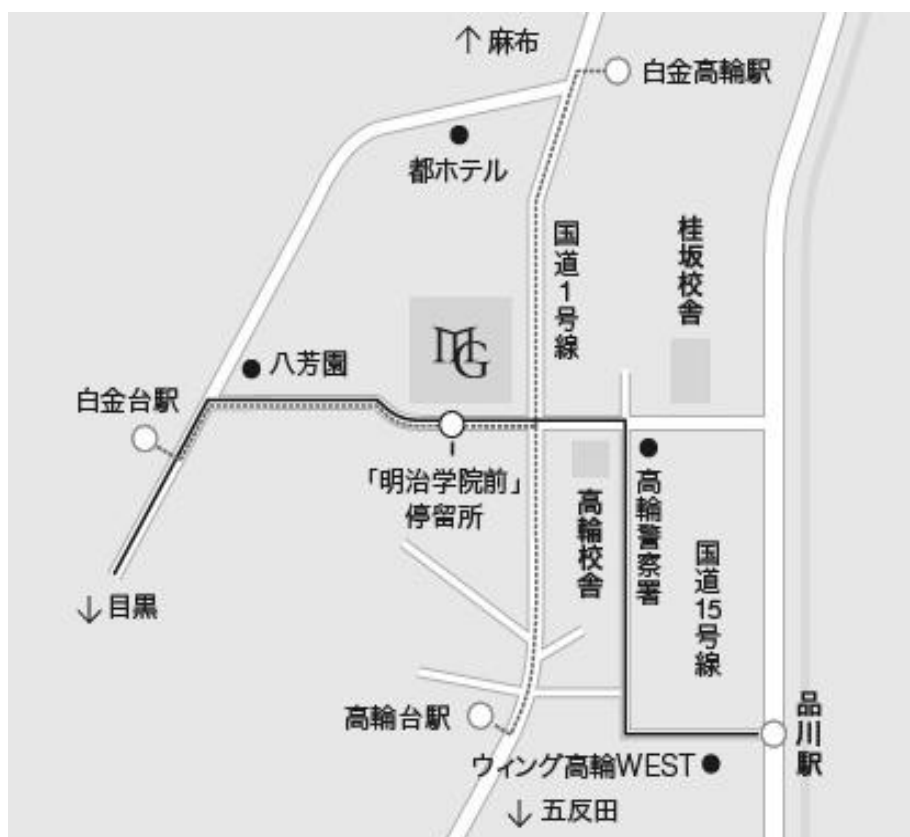 ↑ 麻布
白金高輪駅
都ホテル
国道1号線
桂坂校舎
MG
八芳園
白金台駅
「明治学院前」
停留所
高輪校舎
高輪警察署
国道15号線
↓ 目黒
高輪台駅
品川駅
ウィング高輪WEST
↓ 五反田